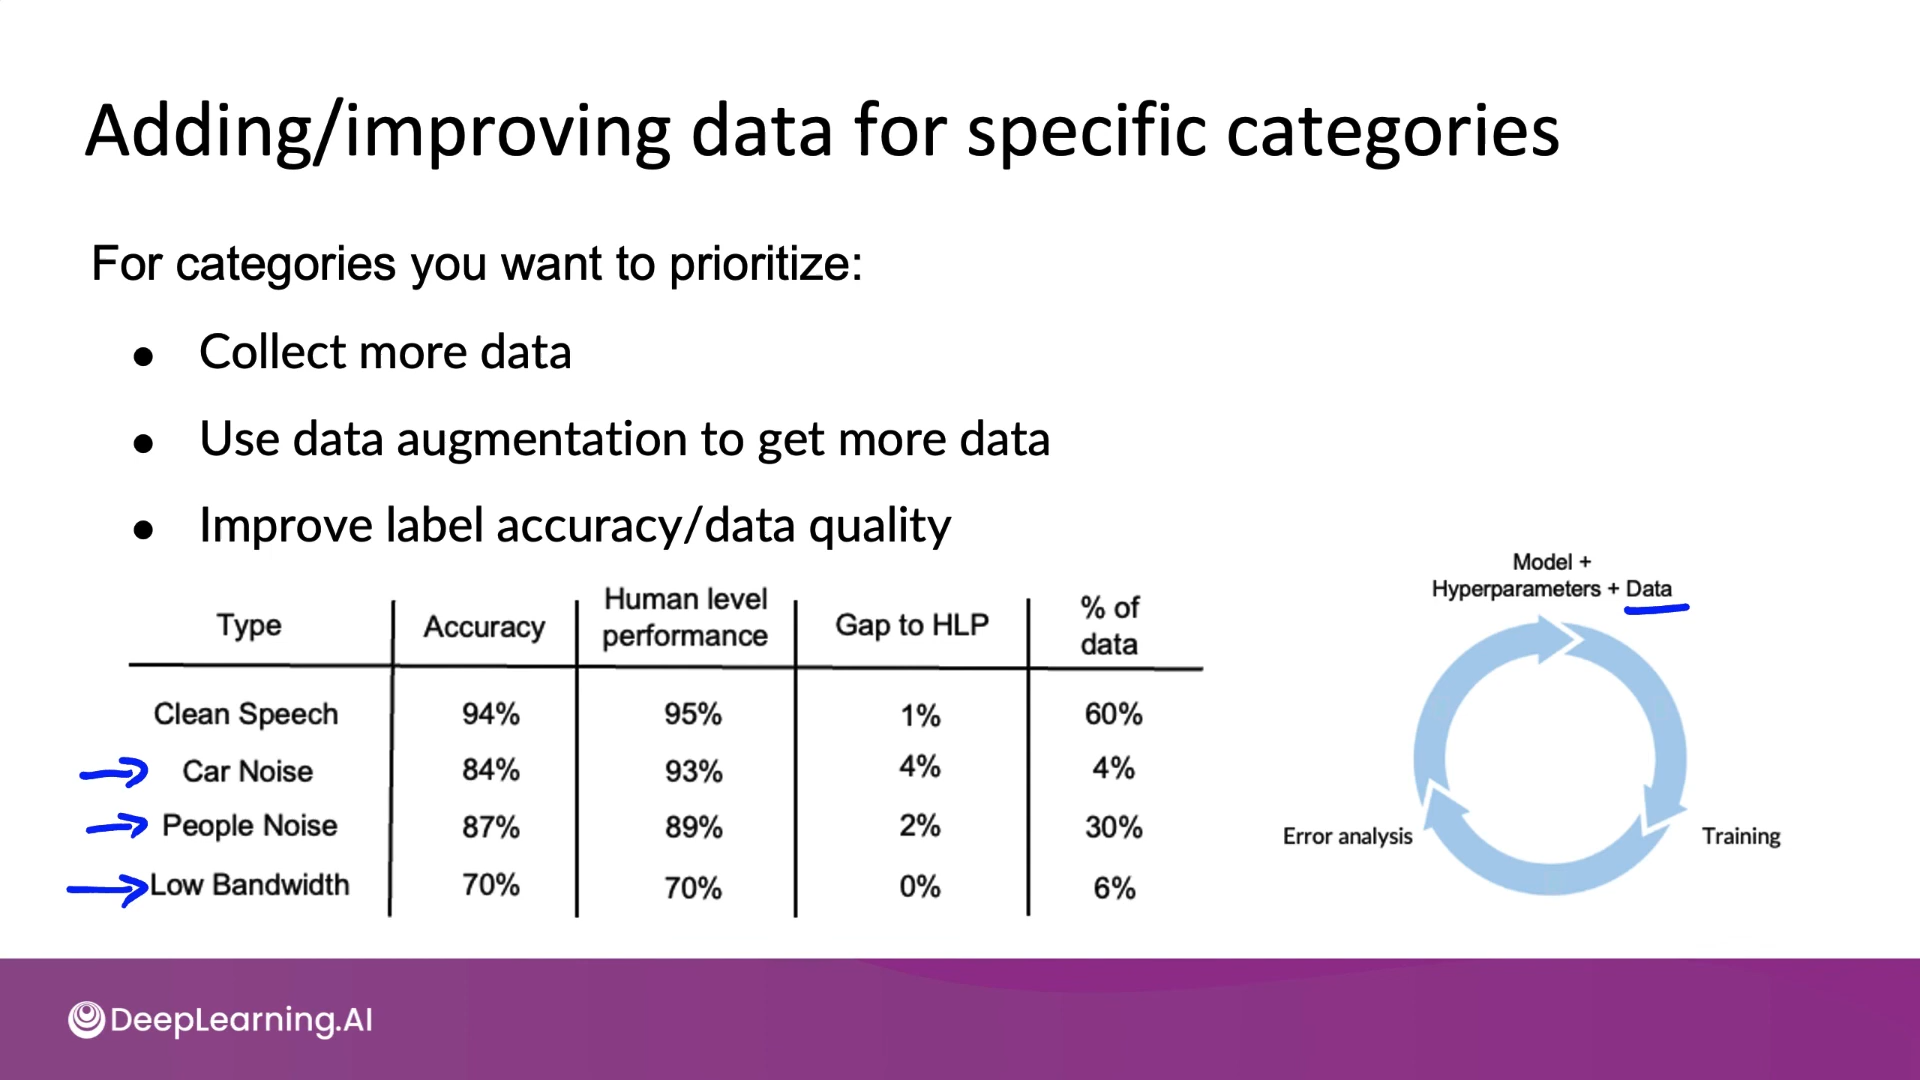 Adding/improving data for specific categories
For categories you want to prioritize:
● Collect more data
● Use data augmentation to get more data
● Improve label accuracy/data quality
Type Accuracy Human level performance Gap to HLP % of data
Clean Speech 94% 95% 1% 60%
Car Noise 84% 93% 4% 4%
People Noise 87% 89% 2% 30%
Low Bandwidth 70% 70% 0% 6%
Model +
Hyperparameters + Data
Error analysis
Training
DeepLearning.AI